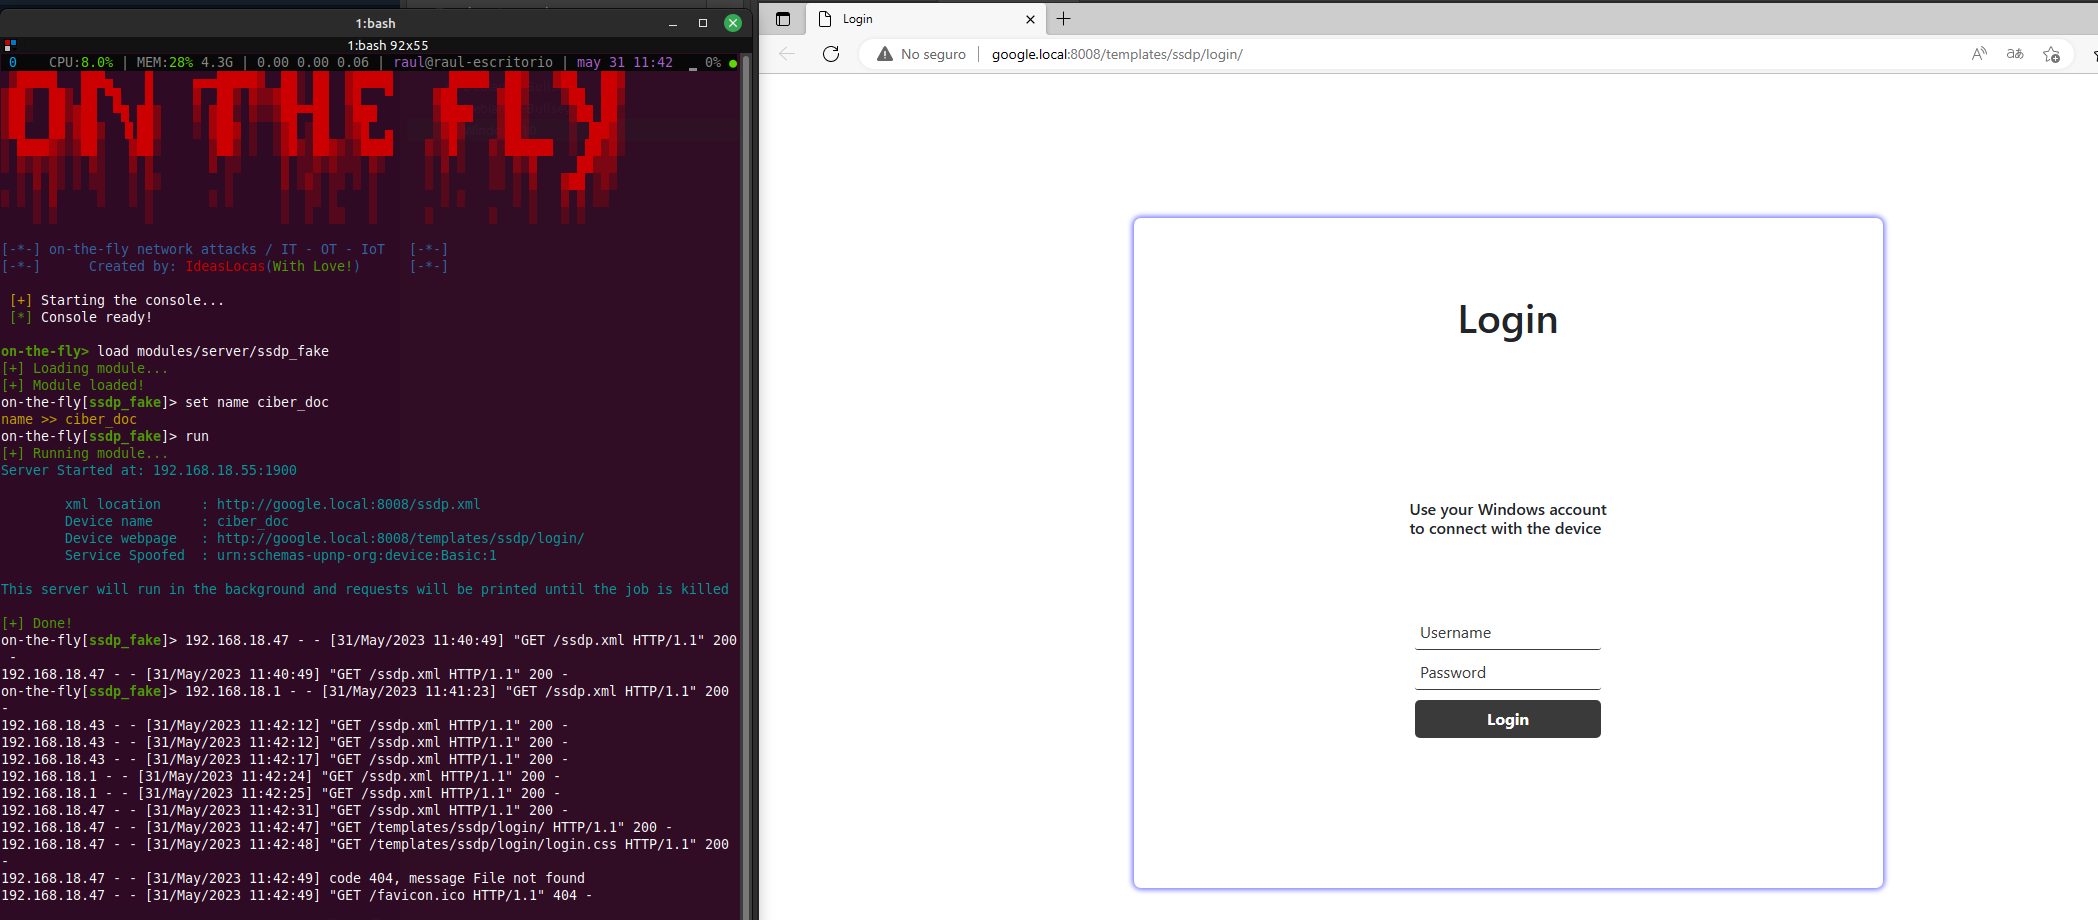 1:bash
1:bash 92x55
0 CPU:8.0% | MEM:28% 4.3G | 0.00 0.00 0.06 | raul@raul-escritorio | may 31 11:42 _ 0% ●
ON THE FLY
[-*-] on-the-fly network attacks / IT - OT - IoT [-*-]
[-*-] Created by: IdeasLocas(With Love!) [-*-]
[+] Starting the console...
[*] Console ready!
on-the-fly> load modules/server/ssdp_fake
[+] Loading module...
[+] Module loaded!
on-the-fly[ssdp_fake]> set name ciber_doc
name >> ciber_doc
on-the-fly[ssdp_fake]> run
[+] Running module...
Server Started at: 192.168.18.55:1900
xml location : http://google.local:8008/ssdp.xml
Device name : ciber_doc
Device webpage : http://google.local:8008/templates/ssdp/login/
Service Spoofed : urn:schemas-upnp-org:device:Basic:1
This server will run in the background and requests will be printed until the job is killed
[+] Done!
on-the-fly[ssdp_fake]> 192.168.18.47 - - [31/May/2023 11:40:49] "GET /ssdp.xml HTTP/1.1" 200
-
192.168.18.47 - - [31/May/2023 11:40:49] "GET /ssdp.xml HTTP/1.1" 200 -
on-the-fly[ssdp_fake]> 192.168.18.1 - - [31/May/2023 11:41:23] "GET /ssdp.xml HTTP/1.1" 200
-
192.168.18.43 - - [31/May/2023 11:42:12] "GET /ssdp.xml HTTP/1.1" 200 -
192.168.18.43 - - [31/May/2023 11:42:12] "GET /ssdp.xml HTTP/1.1" 200 -
192.168.18.43 - - [31/May/2023 11:42:17] "GET /ssdp.xml HTTP/1.1" 200 -
192.168.18.1 - - [31/May/2023 11:42:24] "GET /ssdp.xml HTTP/1.1" 200 -
192.168.18.1 - - [31/May/2023 11:42:25] "GET /ssdp.xml HTTP/1.1" 200 -
192.168.18.47 - - [31/May/2023 11:42:31] "GET /ssdp.xml HTTP/1.1" 200 -
192.168.18.47 - - [31/May/2023 11:42:47] "GET /templates/ssdp/login/ HTTP/1.1" 200 -
192.168.18.47 - - [31/May/2023 11:42:48] "GET /templates/ssdp/login/login.css HTTP/1.1" 200
-
192.168.18.47 - - [31/May/2023 11:42:49] code 404, message File not found
192.168.18.47 - - [31/May/2023 11:42:49] "GET /favicon.ico HTTP/1.1" 404 -
Login
No seguro | google.local:8008/templates/ssdp/login/
Login
Use your Windows account
to connect with the device
Username
Password
Login